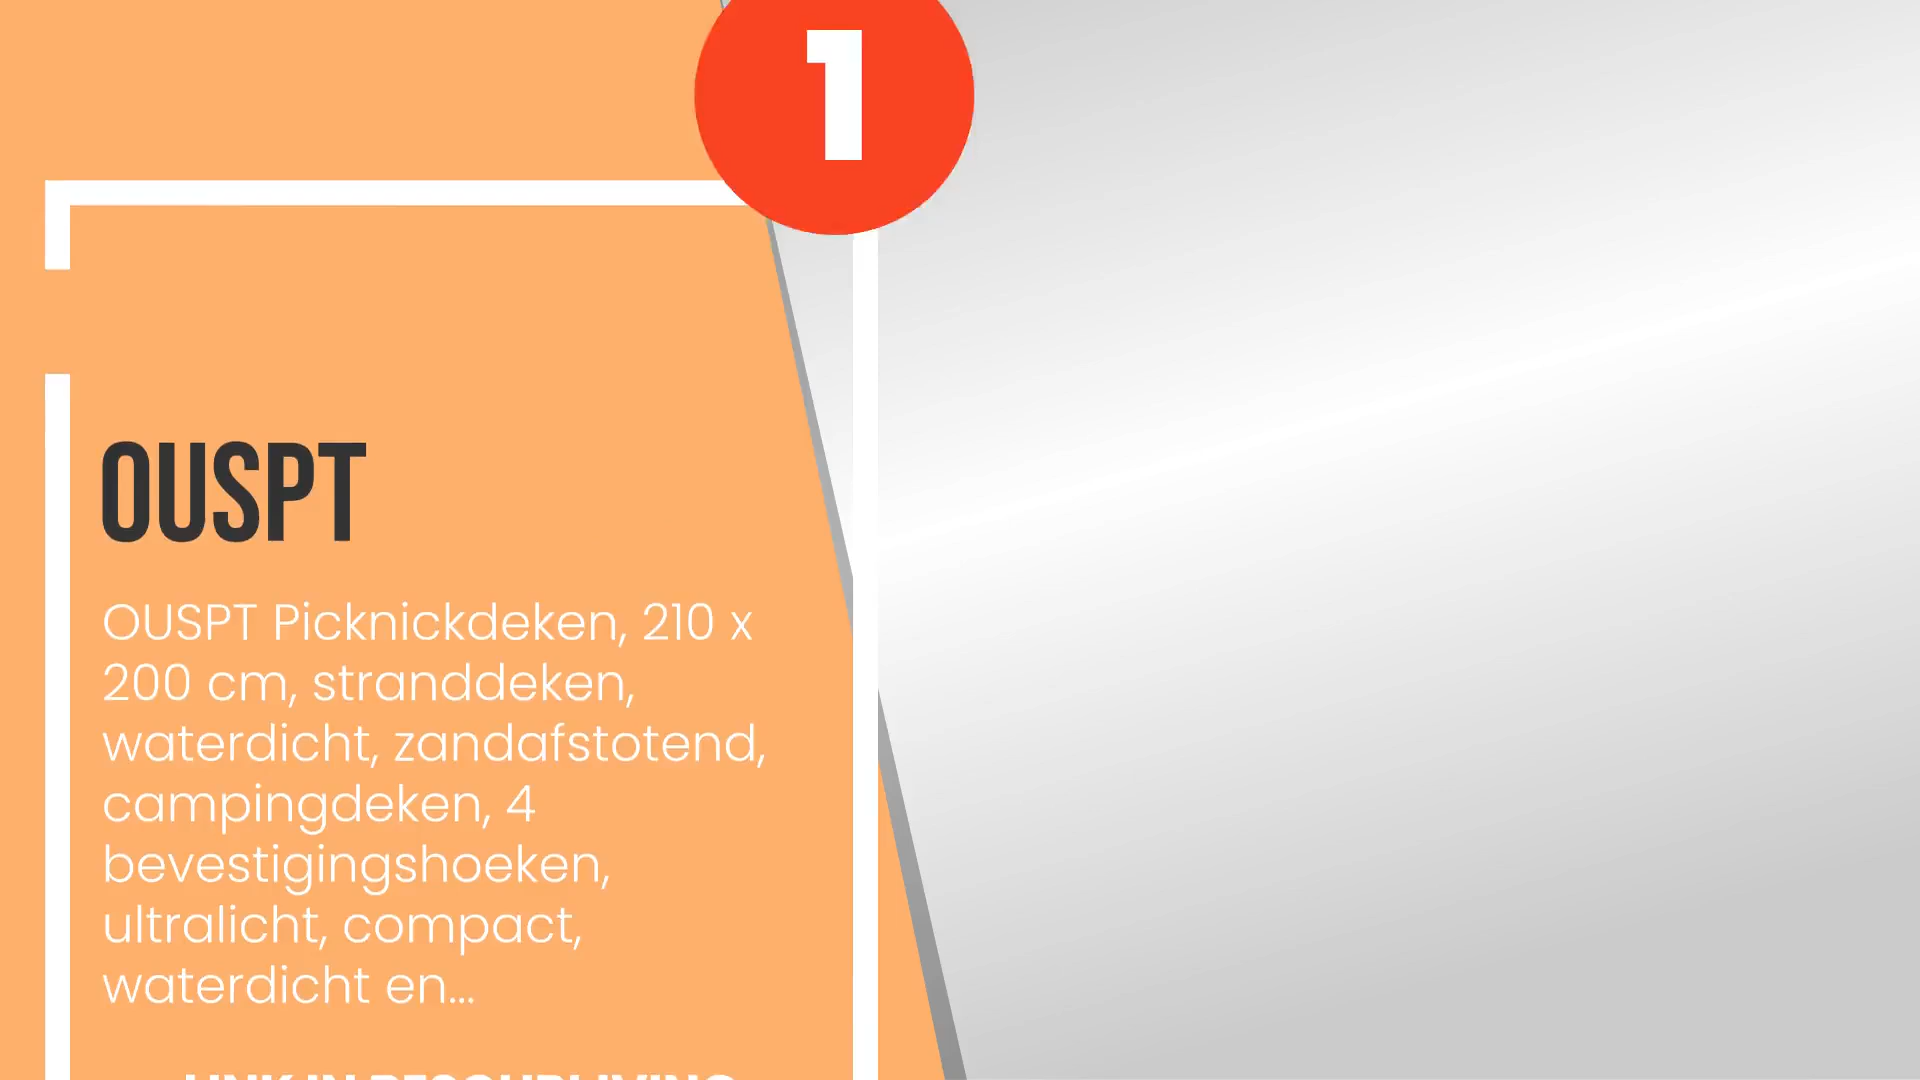 1
OUSPT
OUSPT Picknickdeken, 210 x
200 cm, stranddeken,
waterdicht, zandafstotend,
campingdeken, 4
bevestigingshoeken,
ultralicht, compact,
waterdicht en...